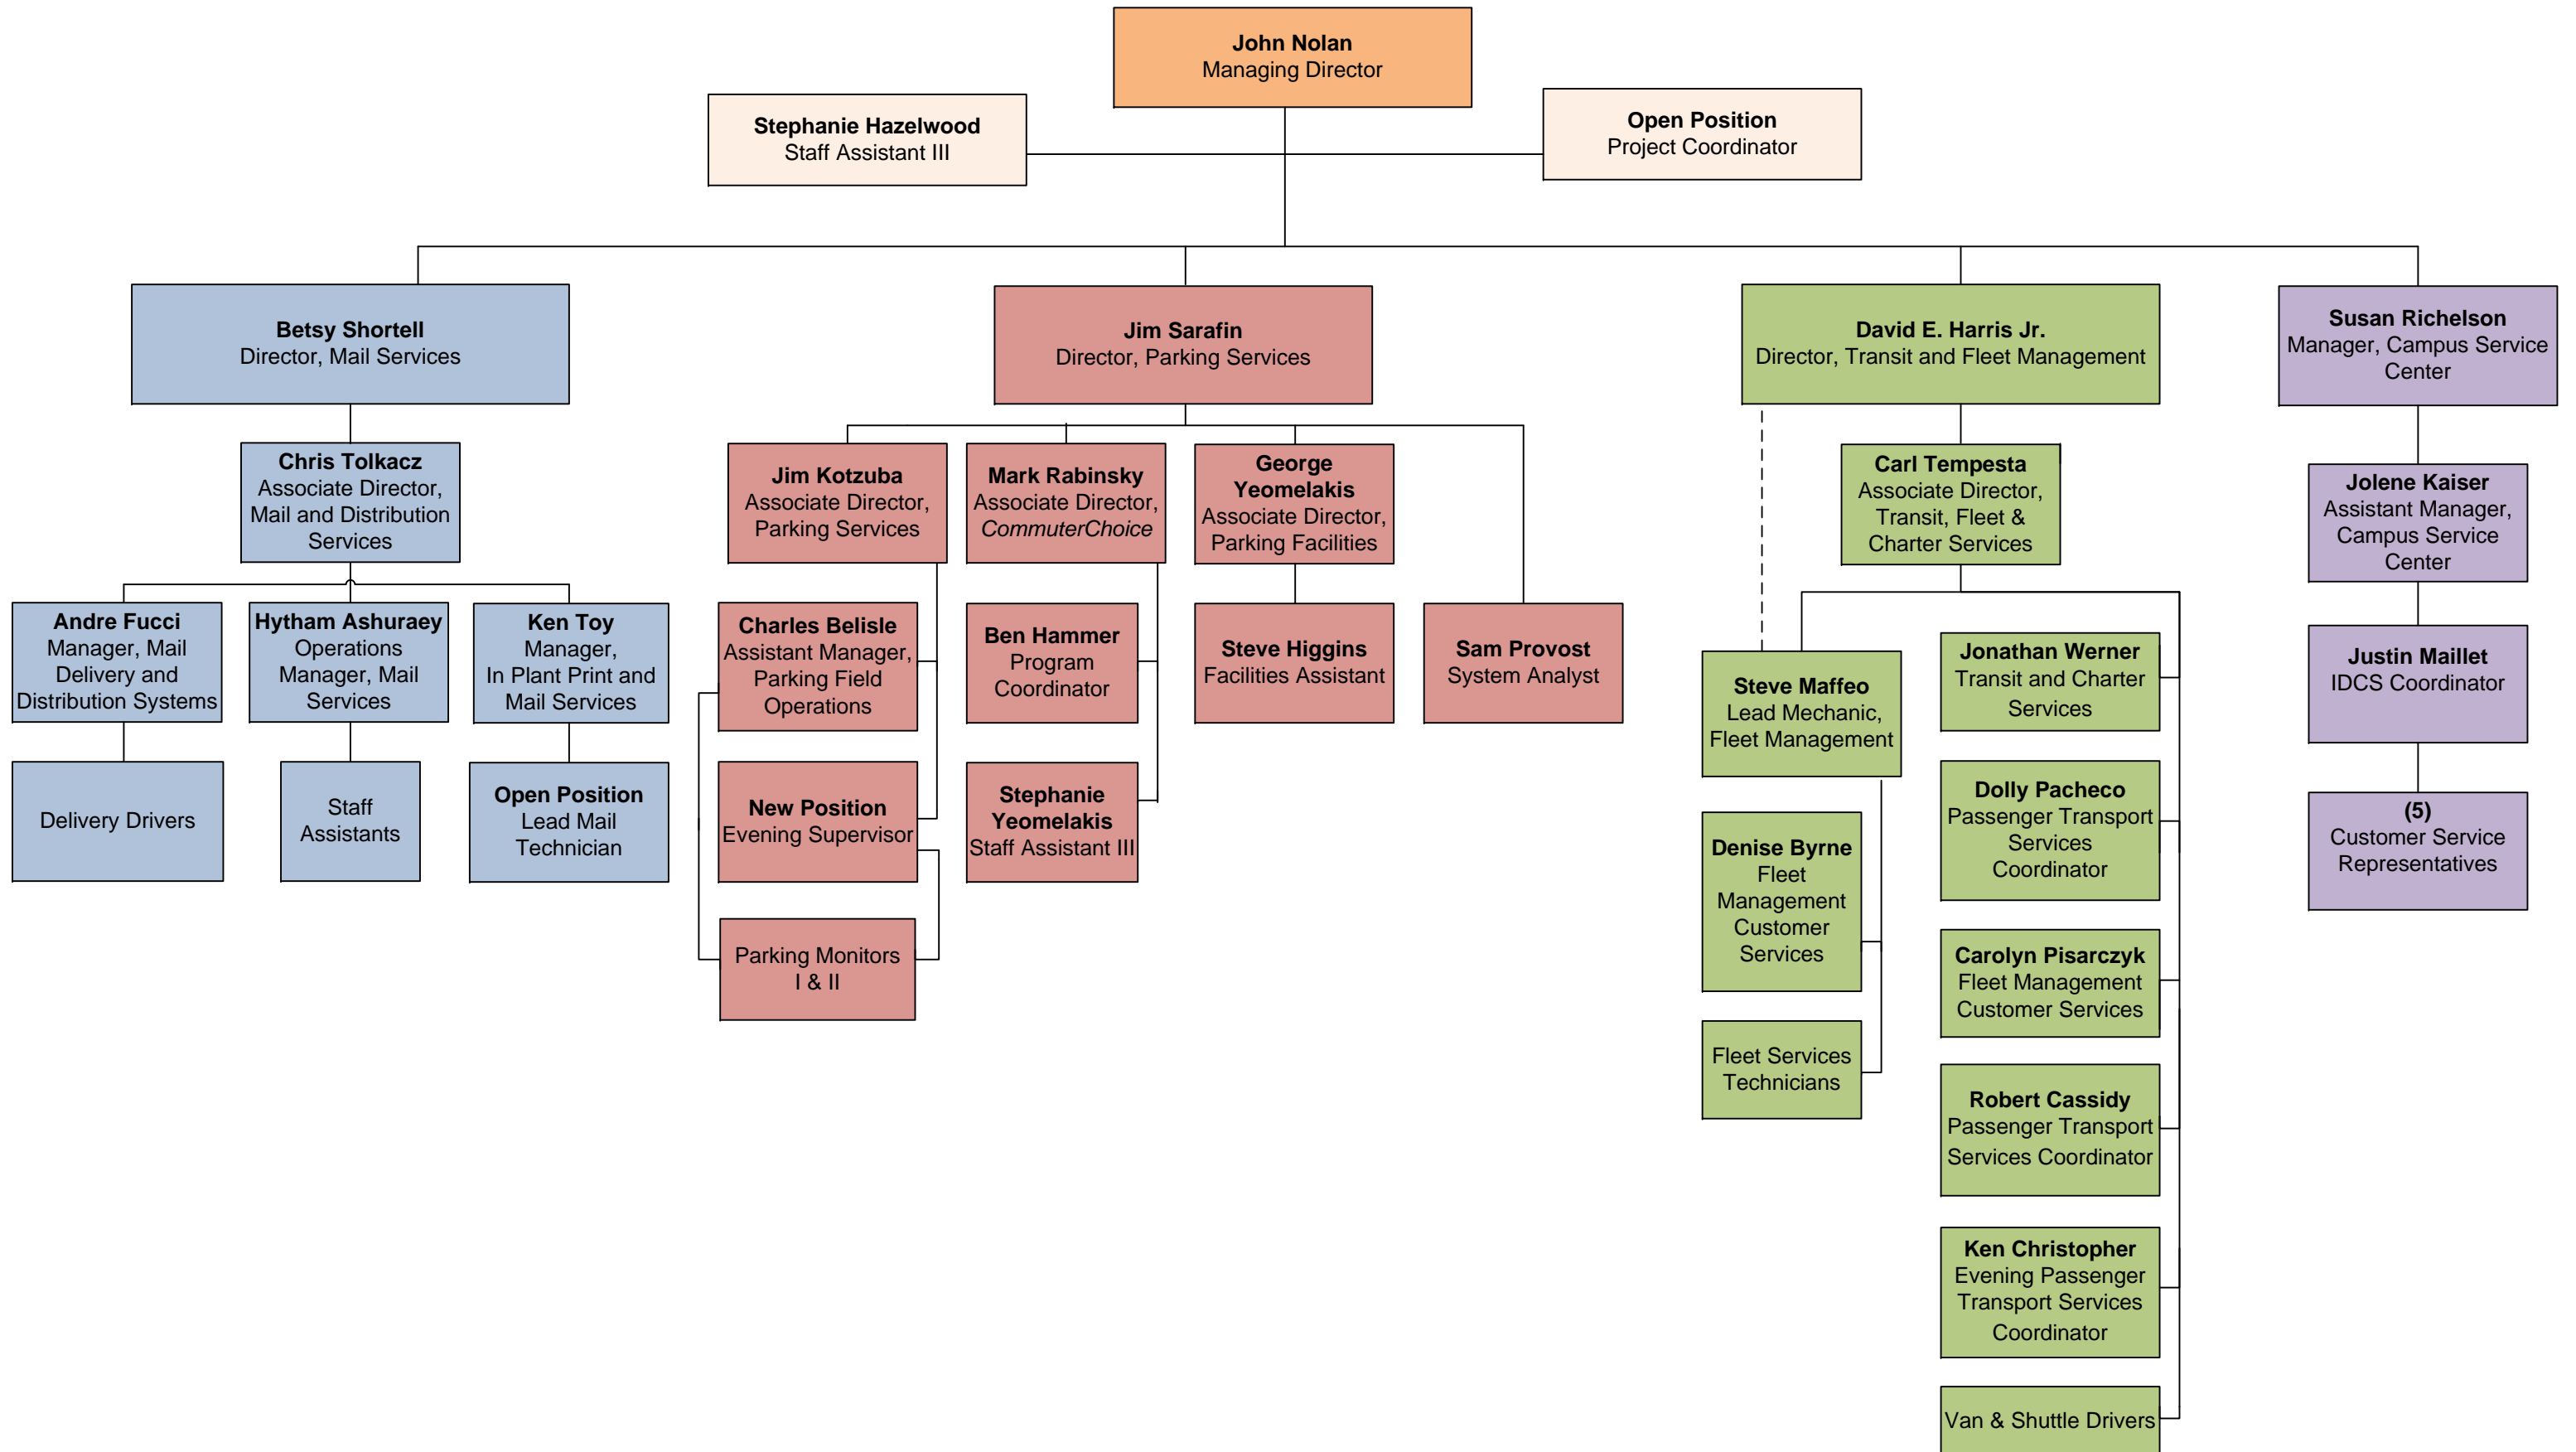 John Nolan
Managing Director
Stephanie Hazelwood
Staff Assistant III
Open Position
Project Coordinator
Betsy Shortell
Director, Mail Services
Jim Sarafin
Director, Parking Services
David E. Harris Jr.
Director, Transit and Fleet Management
Susan Richelson
Manager, Campus Service
Center
Chris Tolkacz
Associate Director,
Mail and Distribution
Services
Jim Kotzuba
Associate Director,
Parking Services
Mark Rabinsky
Associate Director,
CommuterChoice
George
Yeomelakis
Associate Director,
Parking Facilities
Carl Tempesta
Associate Director,
Transit, Fleet &
Charter Services
Jolene Kaiser
Assistant Manager,
Campus Service
Center
Andre Fucci
Manager, Mail
Delivery and
Distribution Systems
Hytham Ashuraey
Operations
Manager, Mail
Services
Ken Toy
Manager,
In Plant Print and
Mail Services
Charles Belisle
Assistant Manager,
Parking Field
Operations
Ben Hammer
Program
Coordinator
Steve Higgins
Facilities Assistant
Sam Provost
System Analyst
Steve Maffeo
Lead Mechanic,
Fleet Management
Jonathan Werner
Transit and Charter
Services
Justin Maillet
IDCS Coordinator
Delivery Drivers
Staff
Assistants
Open Position
Lead Mail
Technician
New Position
Evening Supervisor
Stephanie
Yeomelakis
Staff Assistant III
Denise Byrne
Fleet
Management
Customer
Services
Dolly Pacheco
Passenger Transport
Services
Coordinator
(5)
Customer Service
Representatives
Parking Monitors
I & II
Carolyn Pisarczyk
Fleet Management
Customer Services
Fleet Services
Technicians
Robert Cassidy
Passenger Transport
Services Coordinator
Ken Christopher
Evening Passenger
Transport Services
Coordinator
Van & Shuttle Drivers